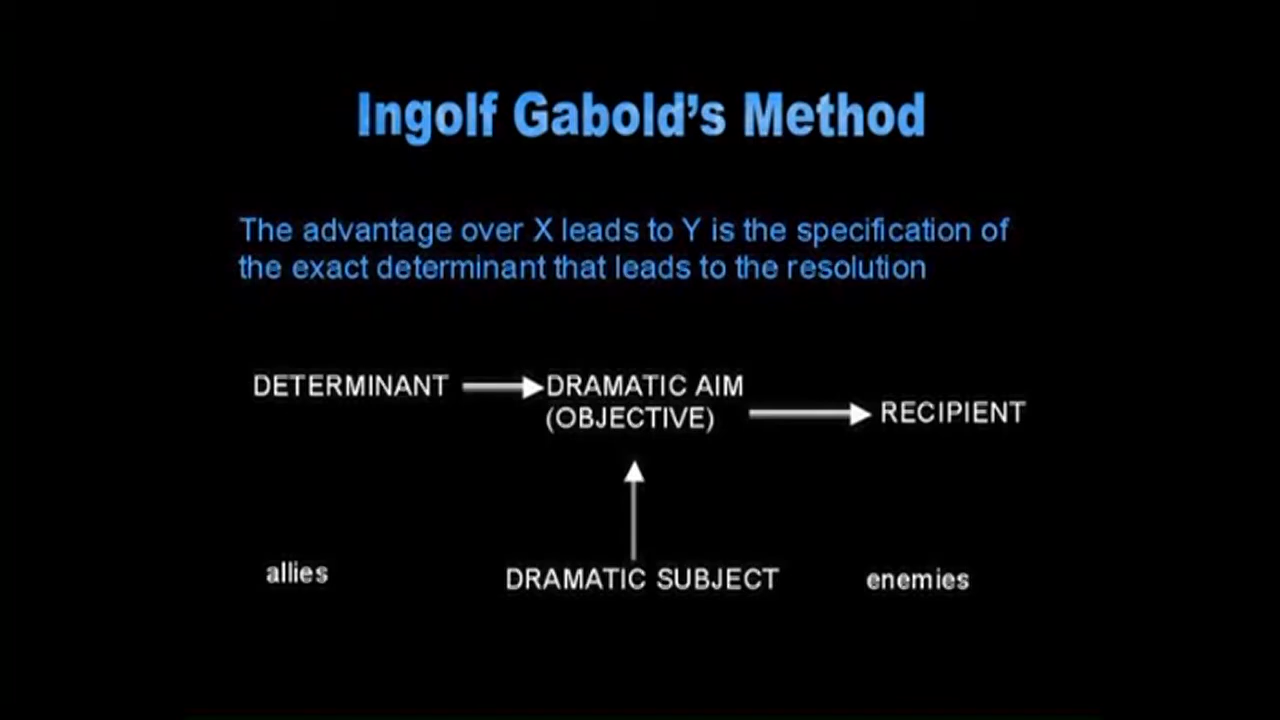 Ingolf Gabold's Method
The advantage over X leads to Y is the specification of
the exact determinant that leads to the resolution
DETERMINANT
DRAMATIC AIM
(OBJECTIVE)
RECIPIENT
allies
DRAMATIC SUBJECT
enemies